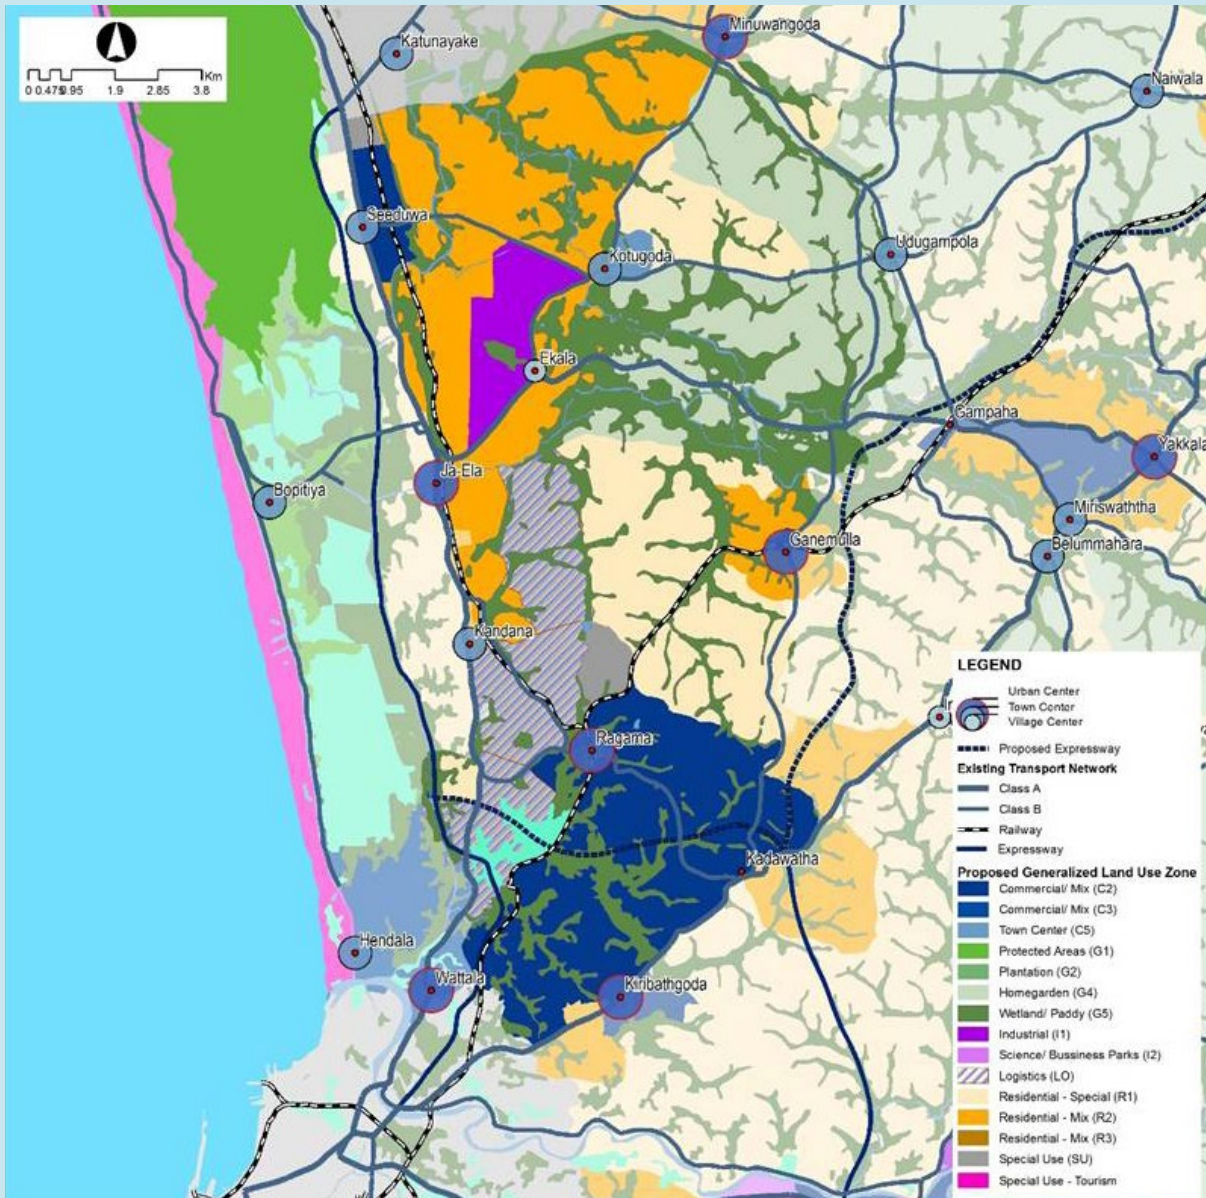 Km
0 0.475 0.95 1.9 2.85 3.8
Katunayake
Minuwangoda
Naiwala
Seeduwa
Kotugoda
Udugampola
Ekala
Gampaha
Yakkala
Ja-Ela
Bopitiya
Miriswaththa
Ganemulla
Belummahara
Kandana
Ragama
Kadawatha
Hendala
Wattala
Kiribathgoda
LEGEND
Urban Center
Town Center
Village Center
Proposed Expressway
Existing Transport Network
Class A
Class B
Railway
Expressway
Proposed Generalized Land Use Zone
Commercial/ Mix (C2)
Commercial/ Mix (C3)
Town Center (C5)
Protected Areas (G1)
Plantation (G2)
Homegarden (G4)
Wetland/ Paddy (G5)
Industrial (I1)
Science/ Bussiness Parks (I2)
Logistics (LO)
Residential - Special (R1)
Residential - Mix (R2)
Residential - Mix (R3)
Special Use (SU)
Special Use - Tourism